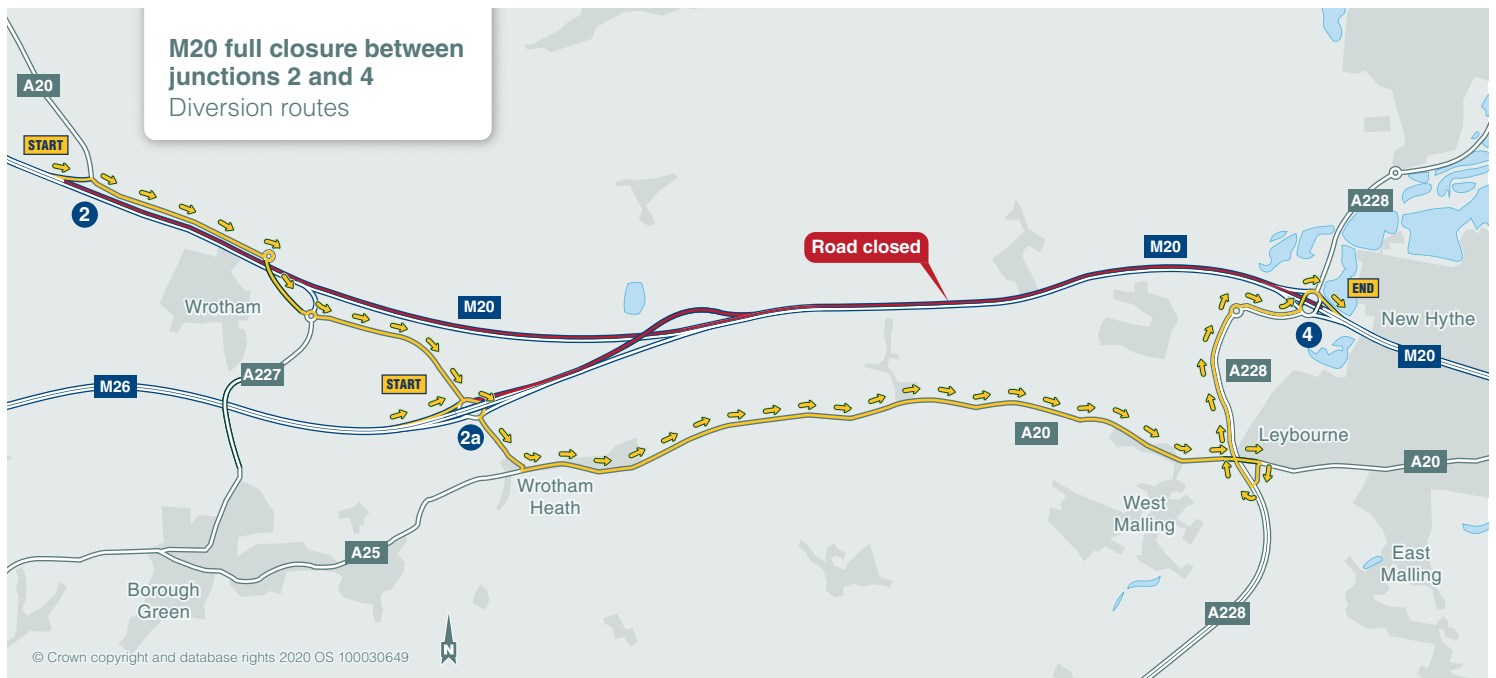 M20 full closure between
junctions 2 and 4
Diversion routes
A20
START
2
A228
Road closed
M20
Wrotham
M20
END
4
New Hythe
M20
M26
A227
START
A228
2a
A20
Leybourne
A20
Wrotham
Heath
West
Malling
A25
East
Malling
Borough
Green
A228
N
© Crown copyright and database rights 2020 OS 100030649